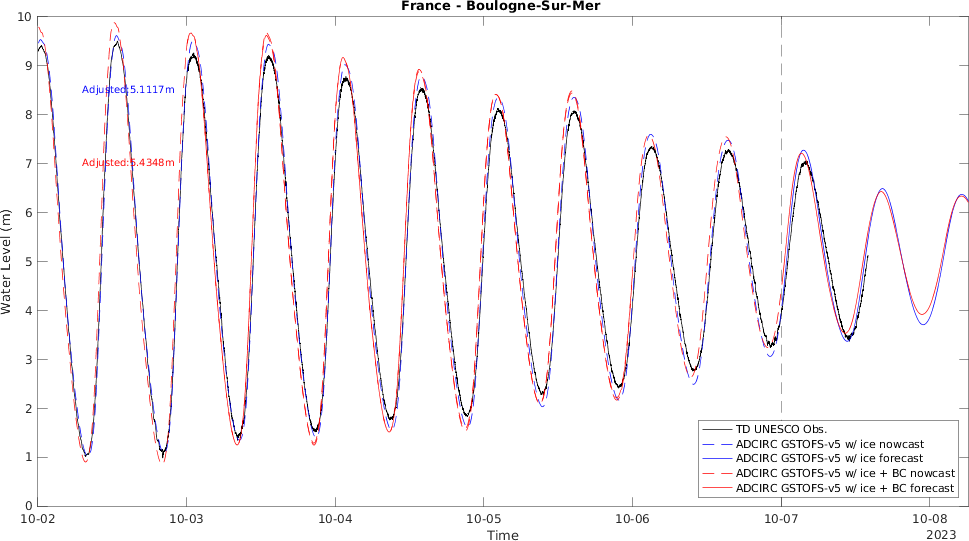 France - Boulogne-Sur-Mer
10
9
8
7
6
5
4
3
2
1
0
Water Level (m)
Adjusted:5.1117m
Adjusted:5.4348m
TD UNESCO Obs.
ADCIRC GSTOFS-v5 w/ ice nowcast
ADCIRC GSTOFS-v5 w/ ice forecast
ADCIRC GSTOFS-v5 w/ ice + BC nowcast
ADCIRC GSTOFS-v5 w/ ice + BC forecast
10-02 10-03 10-04 10-05 10-06 10-07 10-08
Time
2023